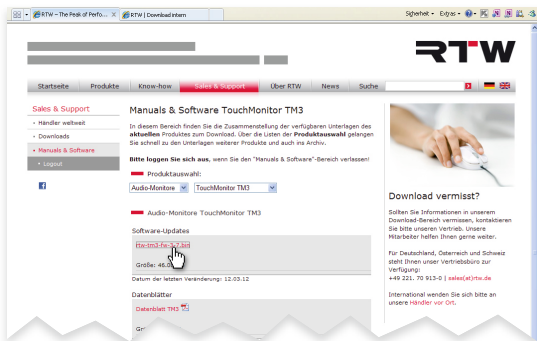 RTW - The Peak of Perfo...
RTW | Download intern
Sicherheit
Extras
RTW
Startseite
Produkte
Know-how
Sales & Support
Über RTW
News
Suche
Sales & Support
Händler weltweit
Downloads
Manuals & Software
Logout
Manuals & Software TouchMonitor TM3
In diesem Bereich finden Sie die Zusammenstellung der verfügbaren Unterlagen des
aktuellen Produktes zum Download. Über die Listen der Produktauswahl gelangen
Sie schnell zu den Unterlagen weiterer Produkte und auch ins Archiv.
Bitte loggen Sie sich aus, wenn Sie den "Manuals & Software"-Bereich verlassen!
Produktauswahl:
Audio-Monitore
TouchMonitor TM3
Audio-Monitore TouchMonitor TM3
Software-Updates
rtw-tm3-fw-3-7.bin
Größe:
Datum der letzten Veränderung: 12.03.12
Datenblätter
Datenblatt TM3
Download vermisst?
Sollten Sie Informationen in unserem
Download-Bereich vermissen, kontaktieren
Sie bitte unseren Vertrieb. Unsere
Mitarbeiter helfen Ihnen gerne weiter.
Für Deutschland, Österreich und Schweiz
steht Ihnen unser Vertriebsbüro zur
Verfügung:
+49 221. 70 913-0 | sales(at)rtw.de
International wenden Sie sich bitte an
unsere Händler vor Ort.